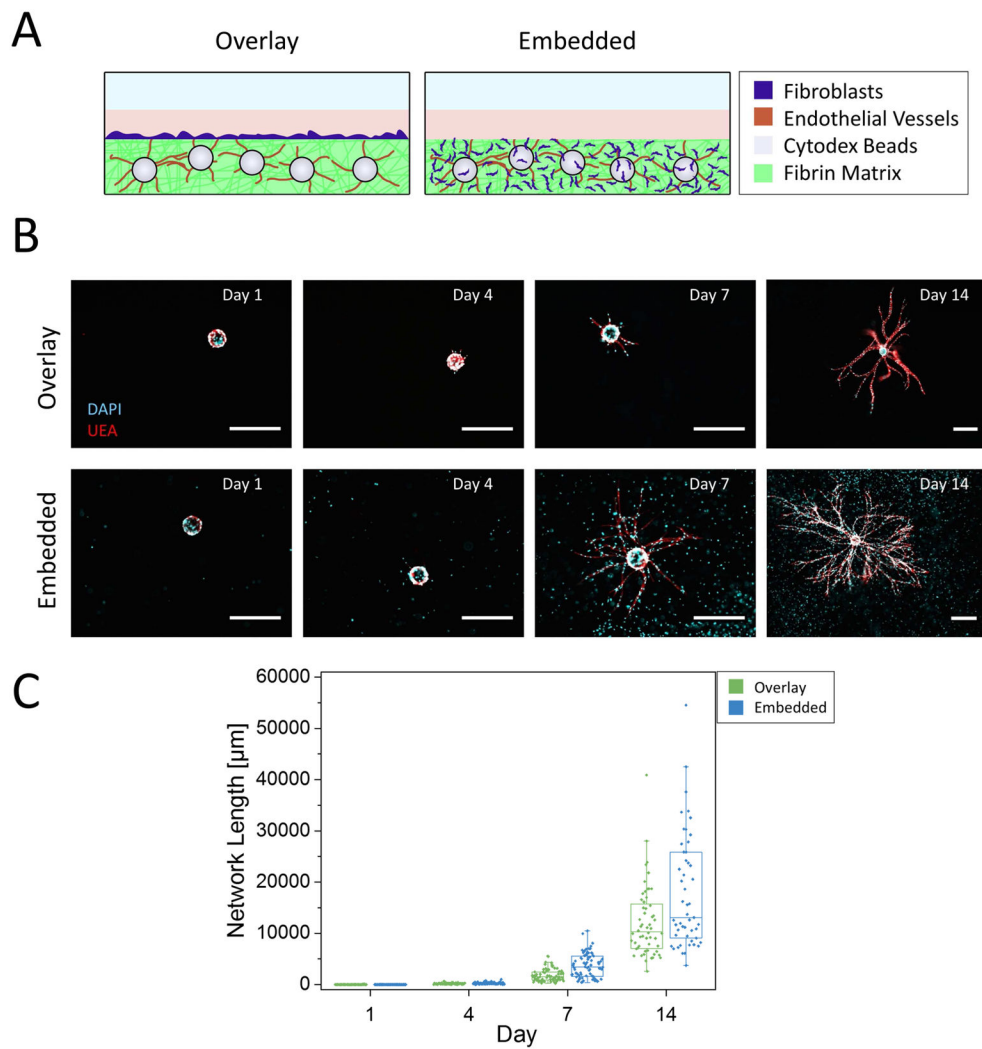 A
Overlay
Embedded
Fibroblasts
Endothelial Vessels
Cytodex Beads
Fibrin Matrix
B
Overlay
Day 1
Day 4
Day 7
Day 14
DAPI
UEA
Embedded
Day 1
Day 4
Day 7
Day 14
C
Overlay
Embedded
Network Length [µm]
60000
50000
40000
30000
20000
10000
0
1
4
7
14
Day